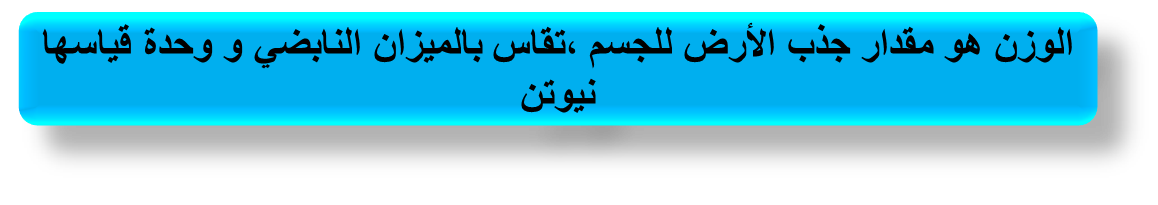 الوزن هو مقدار جذب الأرض للجسم ،تقاس بالميزان النابضي و وحدة قياسها
نيوتن